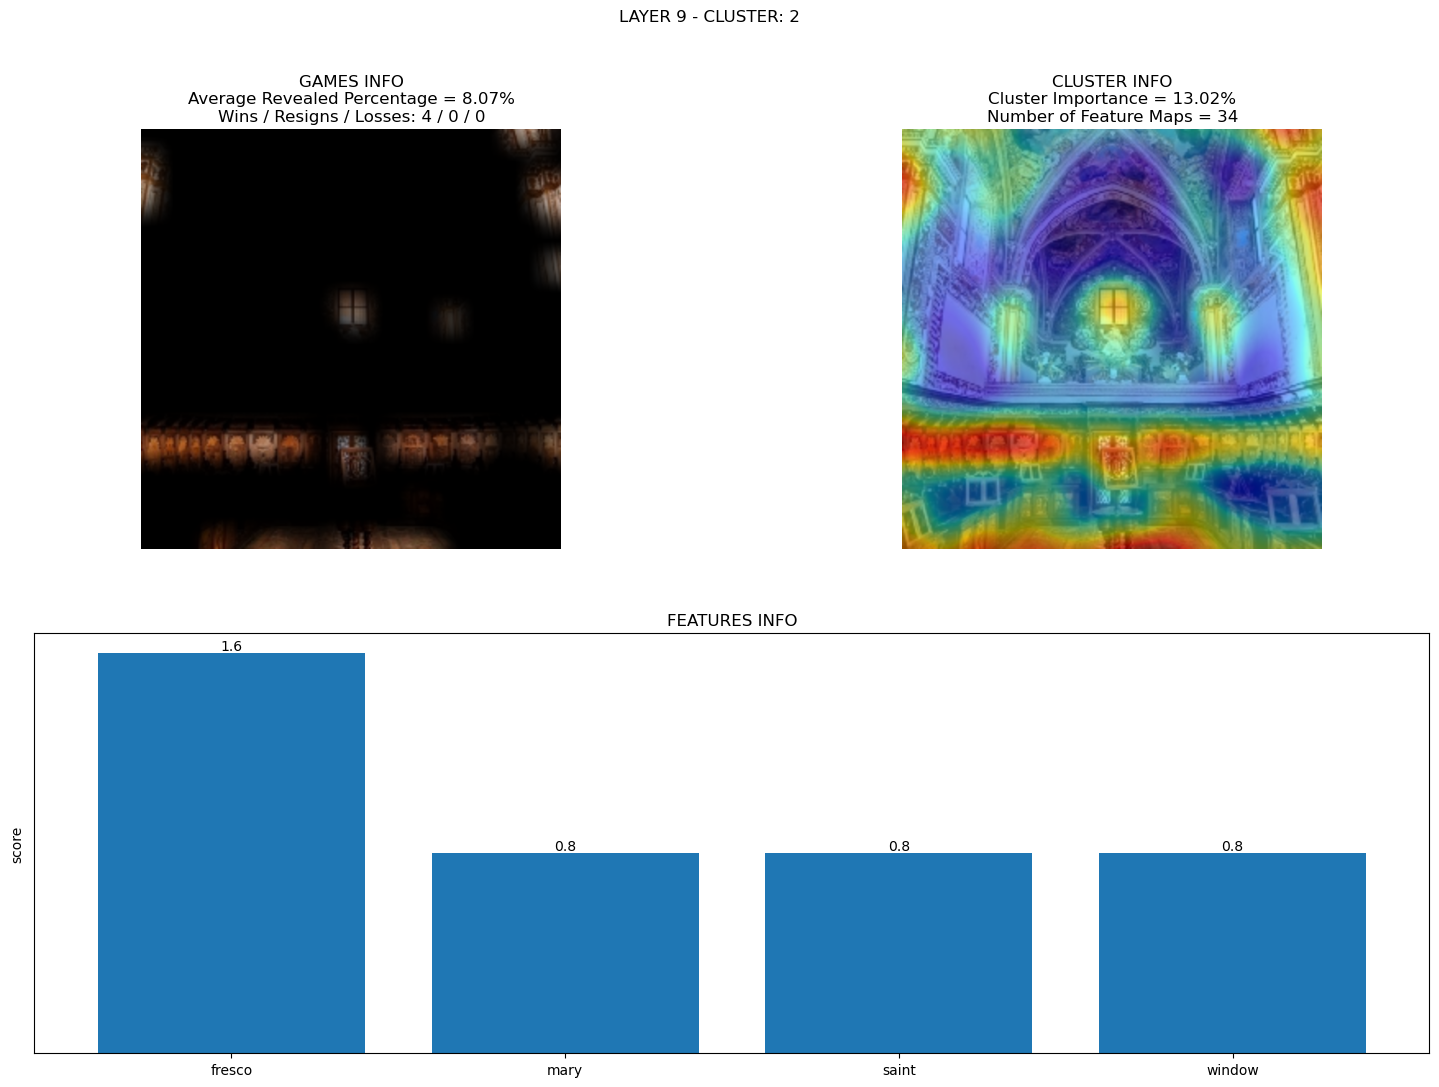 LAYER 9 - CLUSTER: 2
GAMES INFO
Average Revealed Percentage = 8.07%
Wins / Resigns / Losses: 4 / 0 / 0
CLUSTER INFO
Cluster Importance = 13.02%
Number of Feature Maps = 34
FEATURES INFO
score
1.6
0.8
0.8
0.8
fresco
mary
saint
window